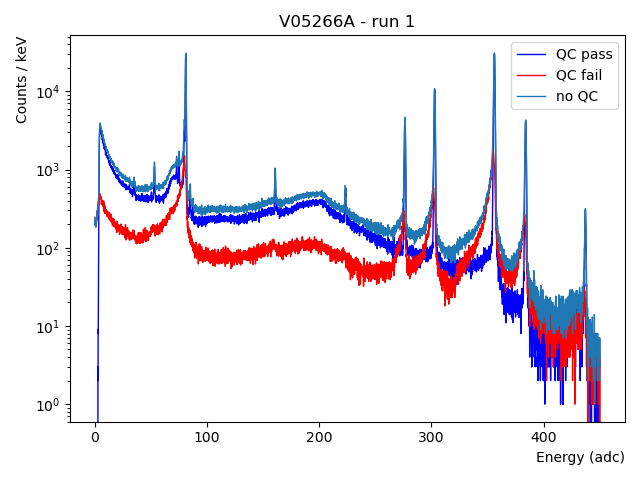 V05266A - run 1
Counts / keV
QC pass
QC fail
no QC
10⁴
10³
10²
10¹
10⁰
0 100 200 300 400
Energy (adc)